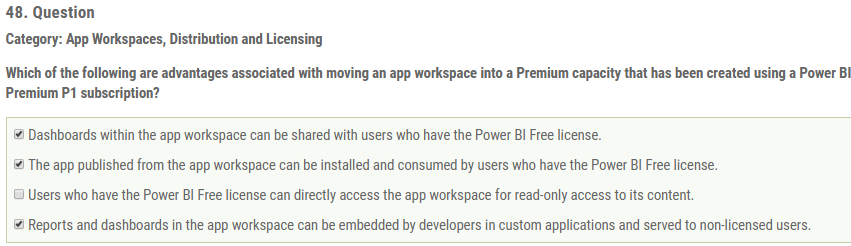 48. Question
Category: App Workspaces, Distribution and Licensing
Which of the following are advantages associated with moving an app workspace into a Premium capacity that has been created using a Power BI
Premium P1 subscription?
Dashboards within the app workspace can be shared with users who have the Power BI Free license.
The app published from the app workspace can be installed and consumed by users who have the Power BI Free license.
Users who have the Power BI Free license can directly access the app workspace for read-only access to its content.
Reports and dashboards in the app workspace can be embedded by developers in custom applications and served to non-licensed users.